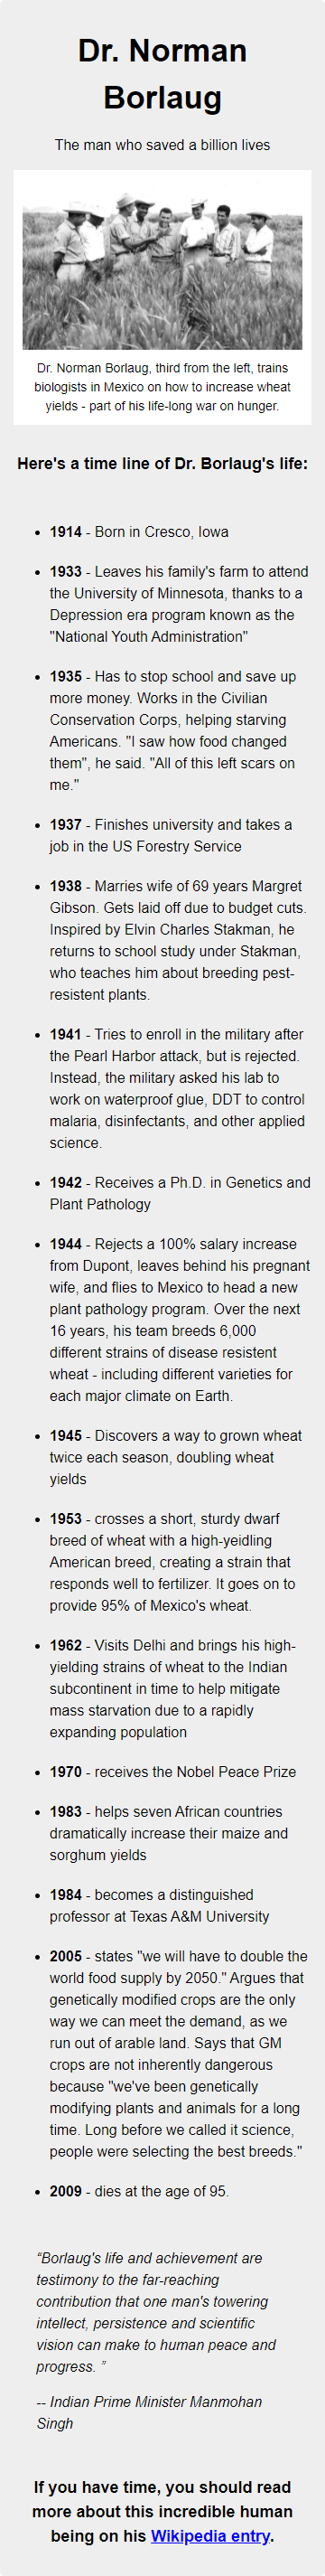 Dr. Norman
Borlaug
The man who saved a billion lives
Dr. Norman Borlaug, third from the left, trains
biologists in Mexico on how to increase wheat
yields - part of his life-long war on hunger.
Here's a time line of Dr. Borlaug's life:
• 1914 - Born in Cresco, Iowa
• 1933 - Leaves his family's farm to attend
the University of Minnesota, thanks to a
Depression era program known as the
"National Youth Administration"
• 1935 - Has to stop school and save up
more money. Works in the Civilian
Conservation Corps, helping starving
Americans. "I saw how food changed
them", he said. "All of this left scars on
me."
• 1937 - Finishes university and takes a
job in the US Forestry Service
• 1938 - Marries wife of 69 years Margret
Gibson. Gets laid off due to budget cuts.
Inspired by Elvin Charles Stakman, he
returns to school study under Stakman,
who teaches him about breeding pest-
resistent plants.
• 1941 - Tries to enroll in the military after
the Pearl Harbor attack, but is rejected.
Instead, the military asked his lab to
work on waterproof glue, DDT to control
malaria, disinfectants, and other applied
science.
• 1942 - Receives a Ph.D. in Genetics and
Plant Pathology
• 1944 - Rejects a 100% salary increase
from Dupont, leaves behind his pregnant
wife, and flies to Mexico to head a new
plant pathology program. Over the next
16 years, his team breeds 6,000
different strains of disease resistent
wheat - including different varieties for
each major climate on Earth.
• 1945 - Discovers a way to grown wheat
twice each season, doubling wheat
yields
• 1953 - crosses a short, sturdy dwarf
breed of wheat with a high-yeidling
American breed, creating a strain that
responds well to fertilizer. It goes on to
provide 95% of Mexico's wheat.
• 1962 - Visits Delhi and brings his high-
yielding strains of wheat to the Indian
subcontinent in time to help mitigate
mass starvation due to a rapidly
expanding population
• 1970 - receives the Nobel Peace Prize
• 1983 - helps seven African countries
dramatically increase their maize and
sorghum yields
• 1984 - becomes a distinguished
professor at Texas A&M University
• 2005 - states "we will have to double the
world food supply by 2050." Argues that
genetically modified crops are the only
way we can meet the demand, as we
run out of arable land. Says that GM
crops are not inherently dangerous
because "we've been genetically
modifying plants and animals for a long
time. Long before we called it science,
people were selecting the best breeds."
• 2009 - dies at the age of 95.
“Borlaug's life and achievement are
testimony to the far-reaching
contribution that one man's towering
intellect, persistence and scientific
vision can make to human peace and
progress. ”
-- Indian Prime Minister Manmohan
Singh
If you have time, you should read
more about this incredible human
being on his Wikipedia entry.